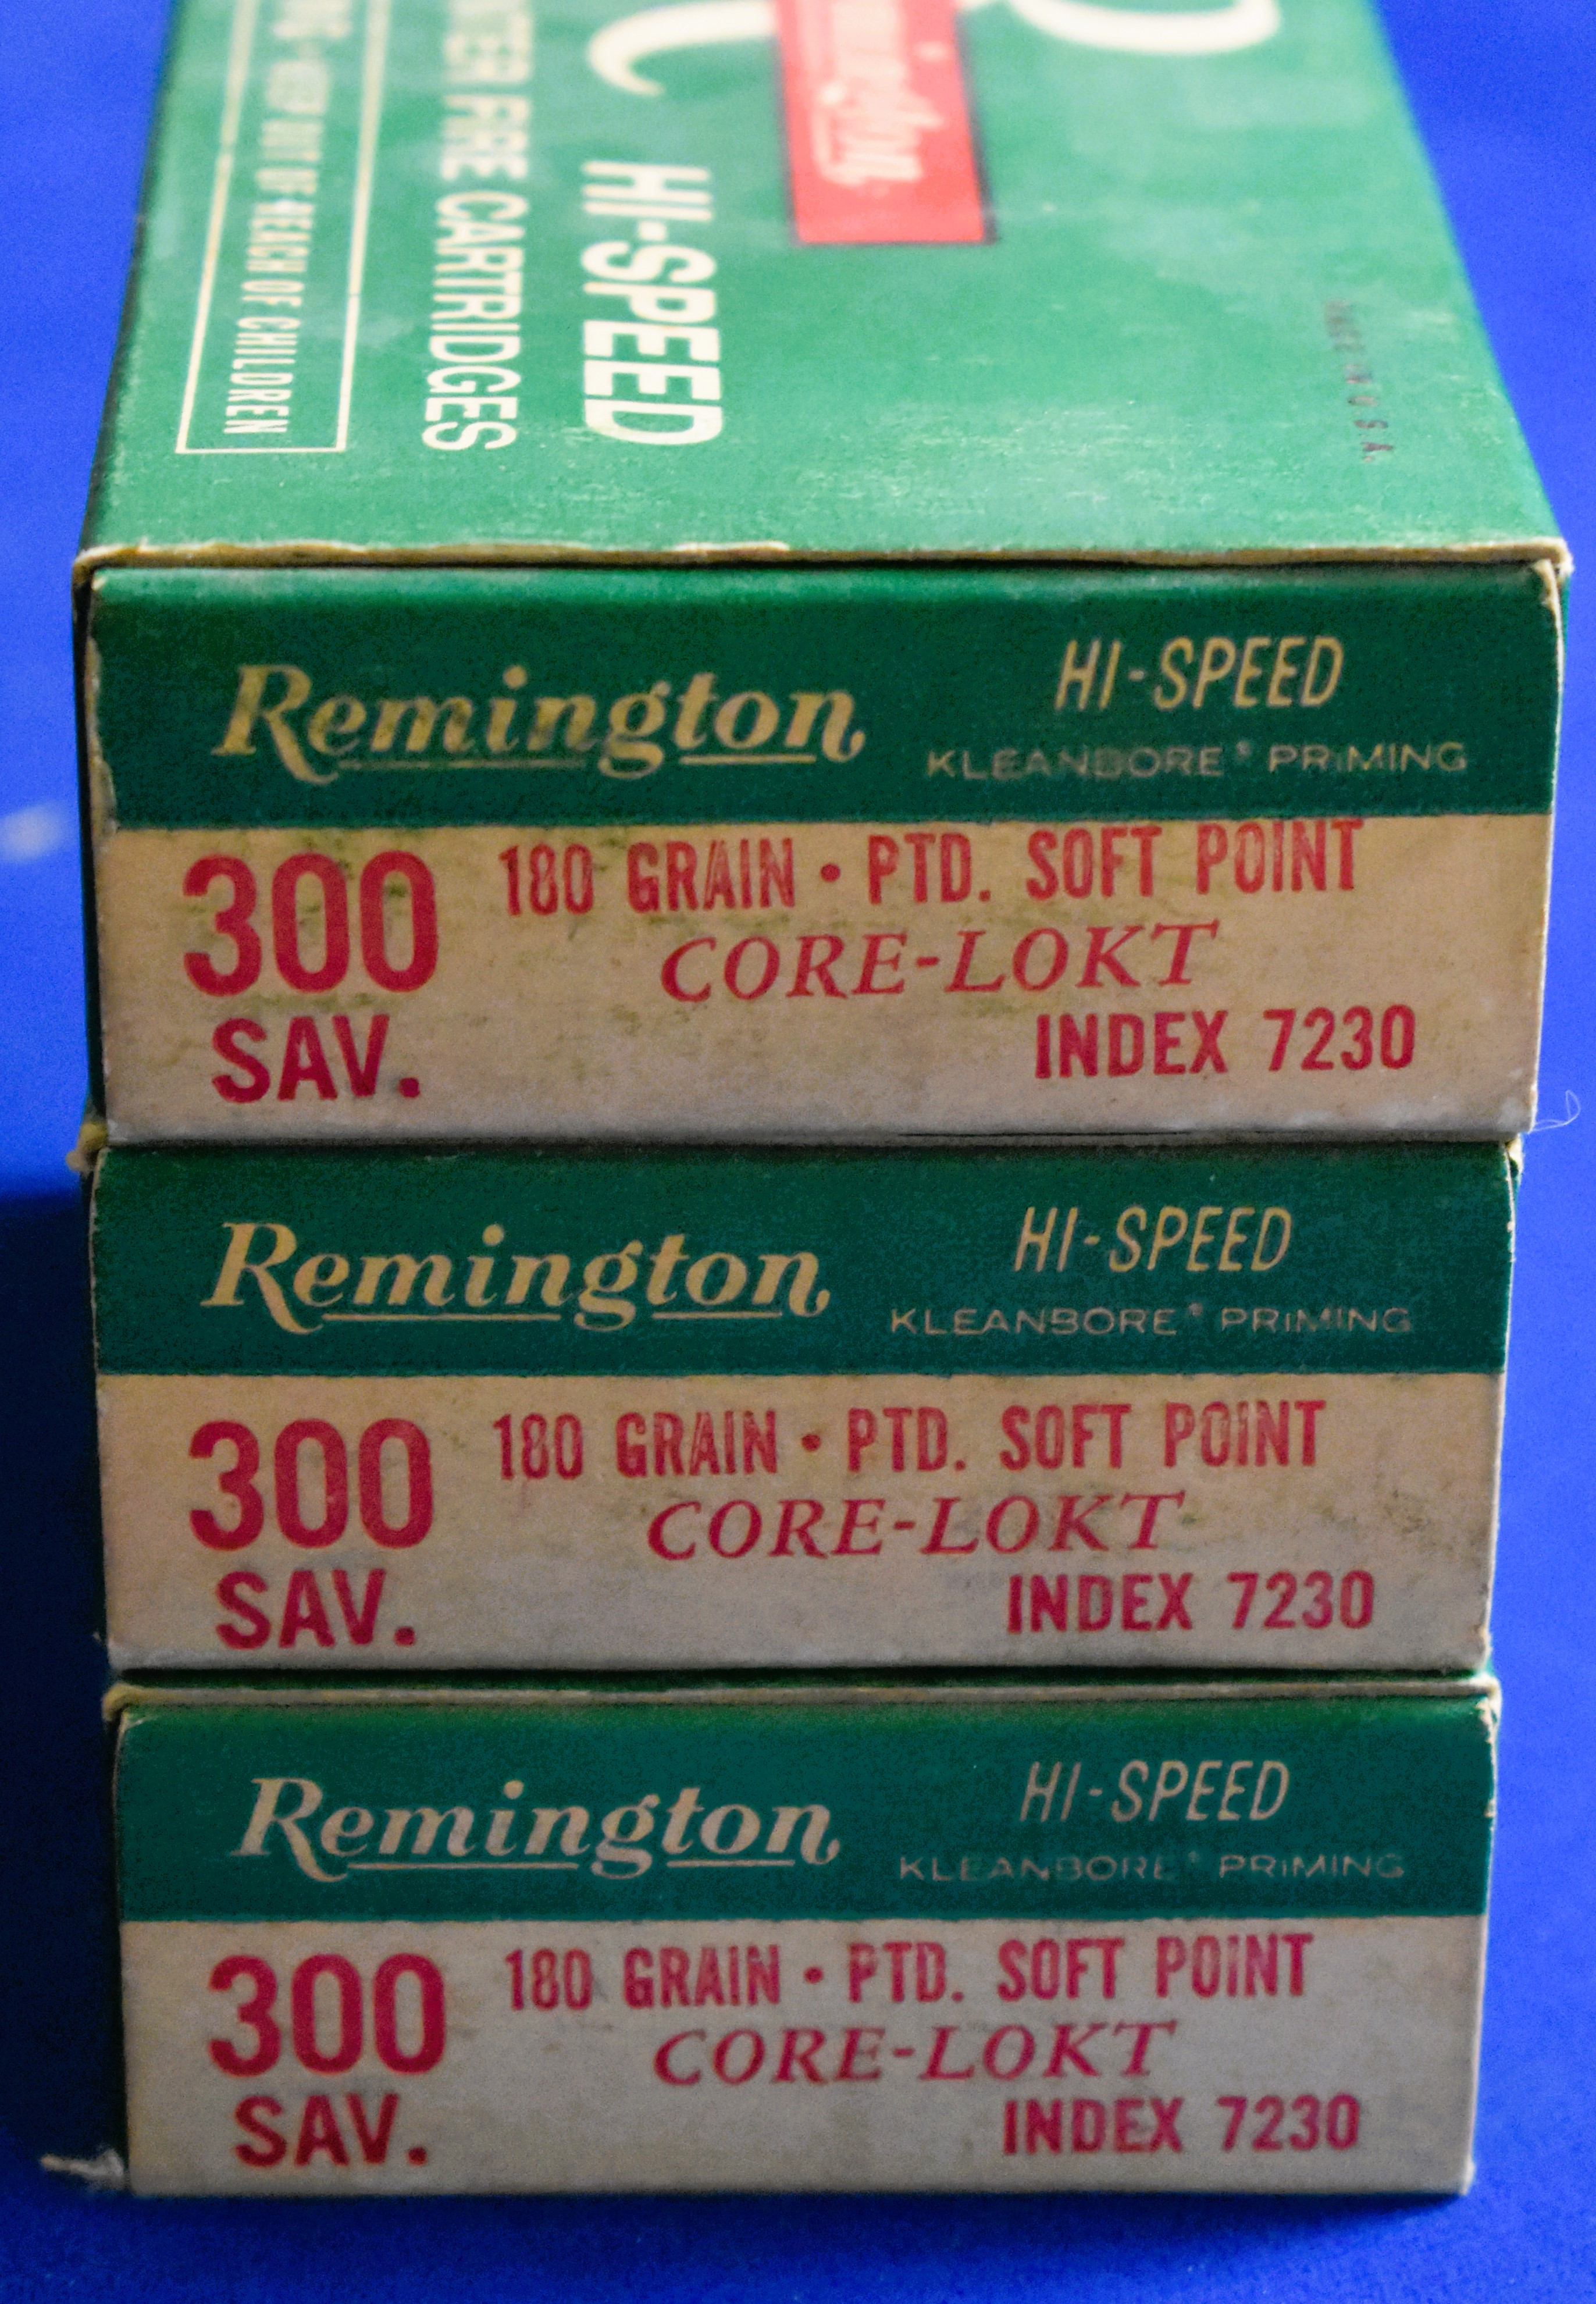 OUT OF REACH OF CHILDREN
FIRE CARTRIDGES
HI-SPEED
MADE IN U.S.A.
Remington
HI-SPEED
KLEANBORE® PRIMING
300
SAV.
180 GRAIN • PTD. SOFT POINT
CORE-LOKT
INDEX 7230
Remington
HI-SPEED
KLEANBORE® PRIMING
300
SAV.
180 GRAIN • PTD. SOFT POINT
CORE-LOKT
INDEX 7230
Remington
HI-SPEED
KLEANBORE® PRIMING
300
SAV.
180 GRAIN • PTD. SOFT POINT
CORE-LOKT
INDEX 7230